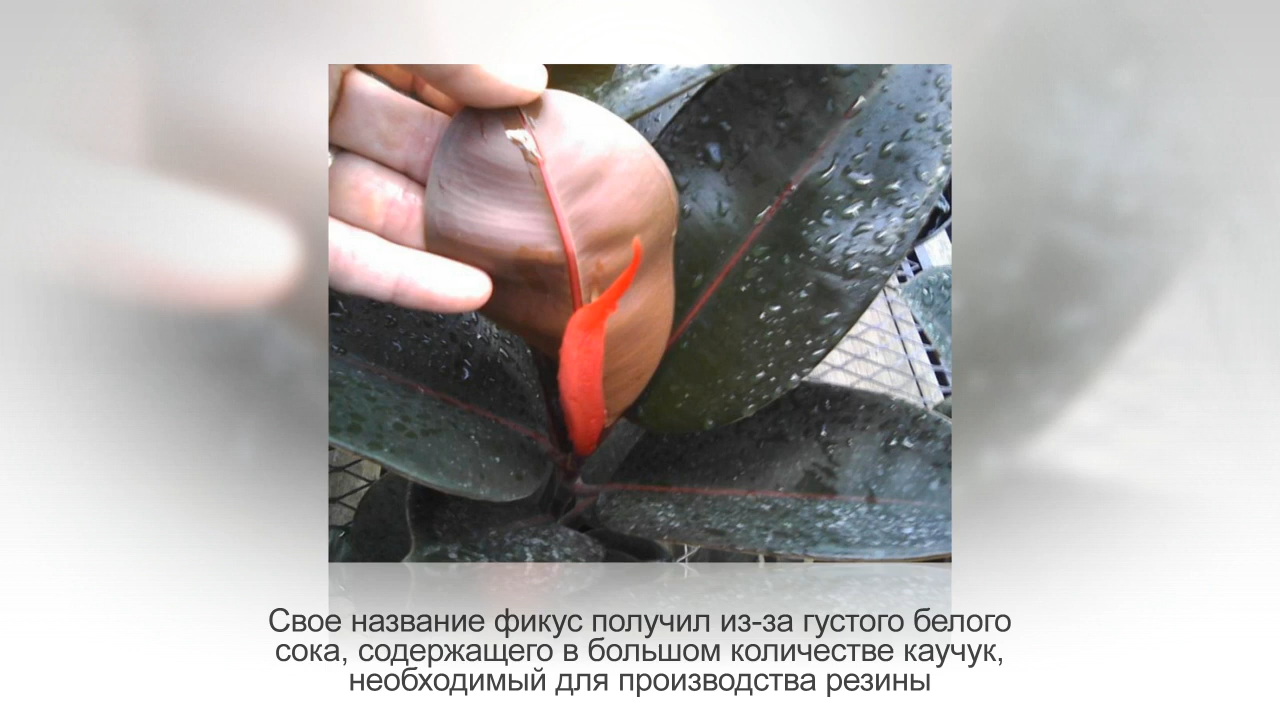 Свое название фикус получил из-за густого белого
сока, содержащего в большом количестве каучук,
необходимый для производства резины